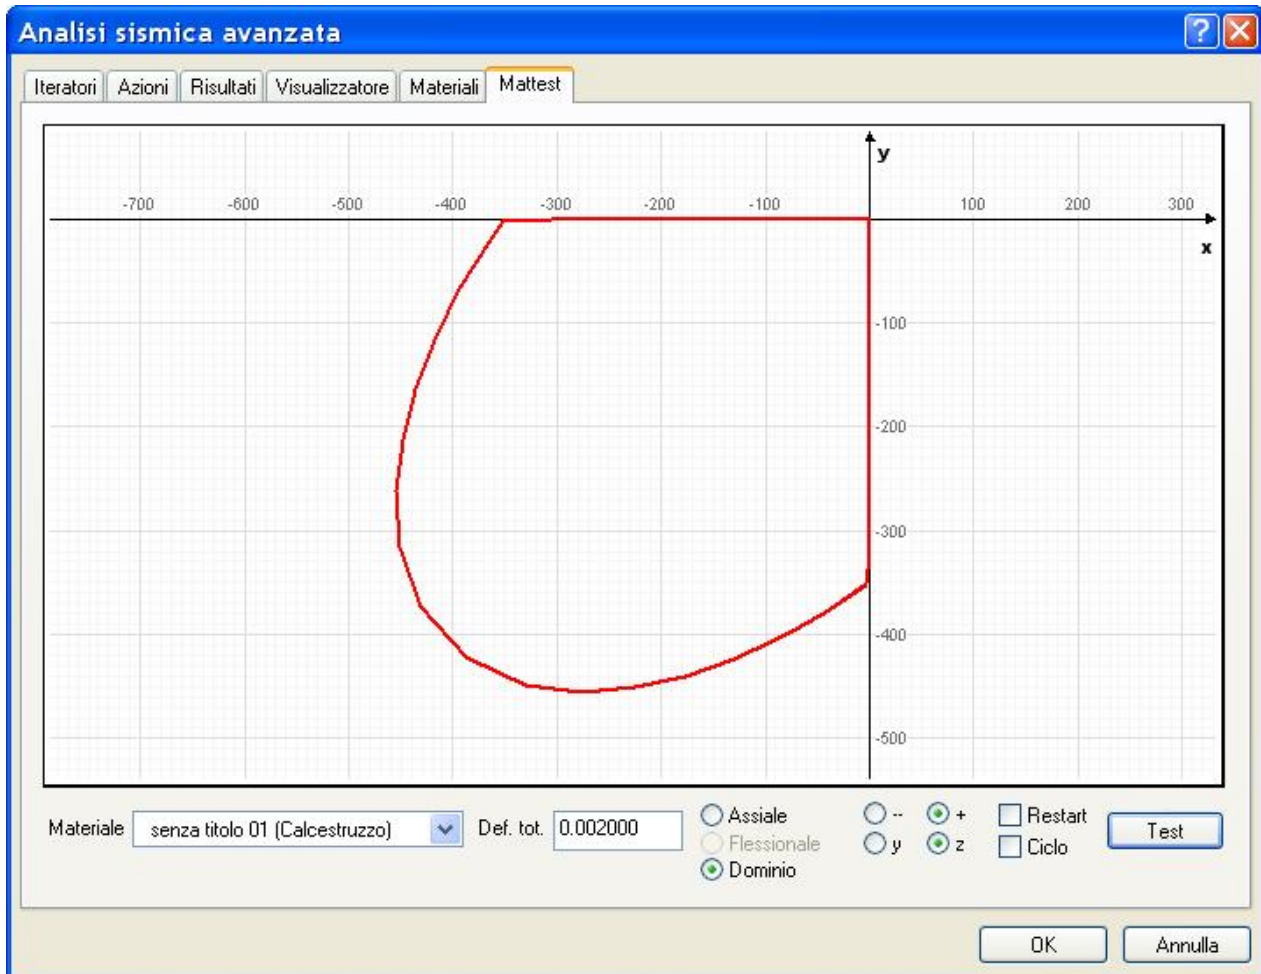 Analisi sismica avanzata
Iteratori Azioni Risultati Visualizzatore Materiali Mattest
y
-700 -600 -500 -400 -300 -200 -100 100 200 300
x
-100
-200
-300
-400
-500
Materiale senza titolo 01 (Calcestruzzo) Def. tot. 0.002000 Assiale -- + Restart Test
Flessionale y z Ciclo
Dominio
OK Annulla